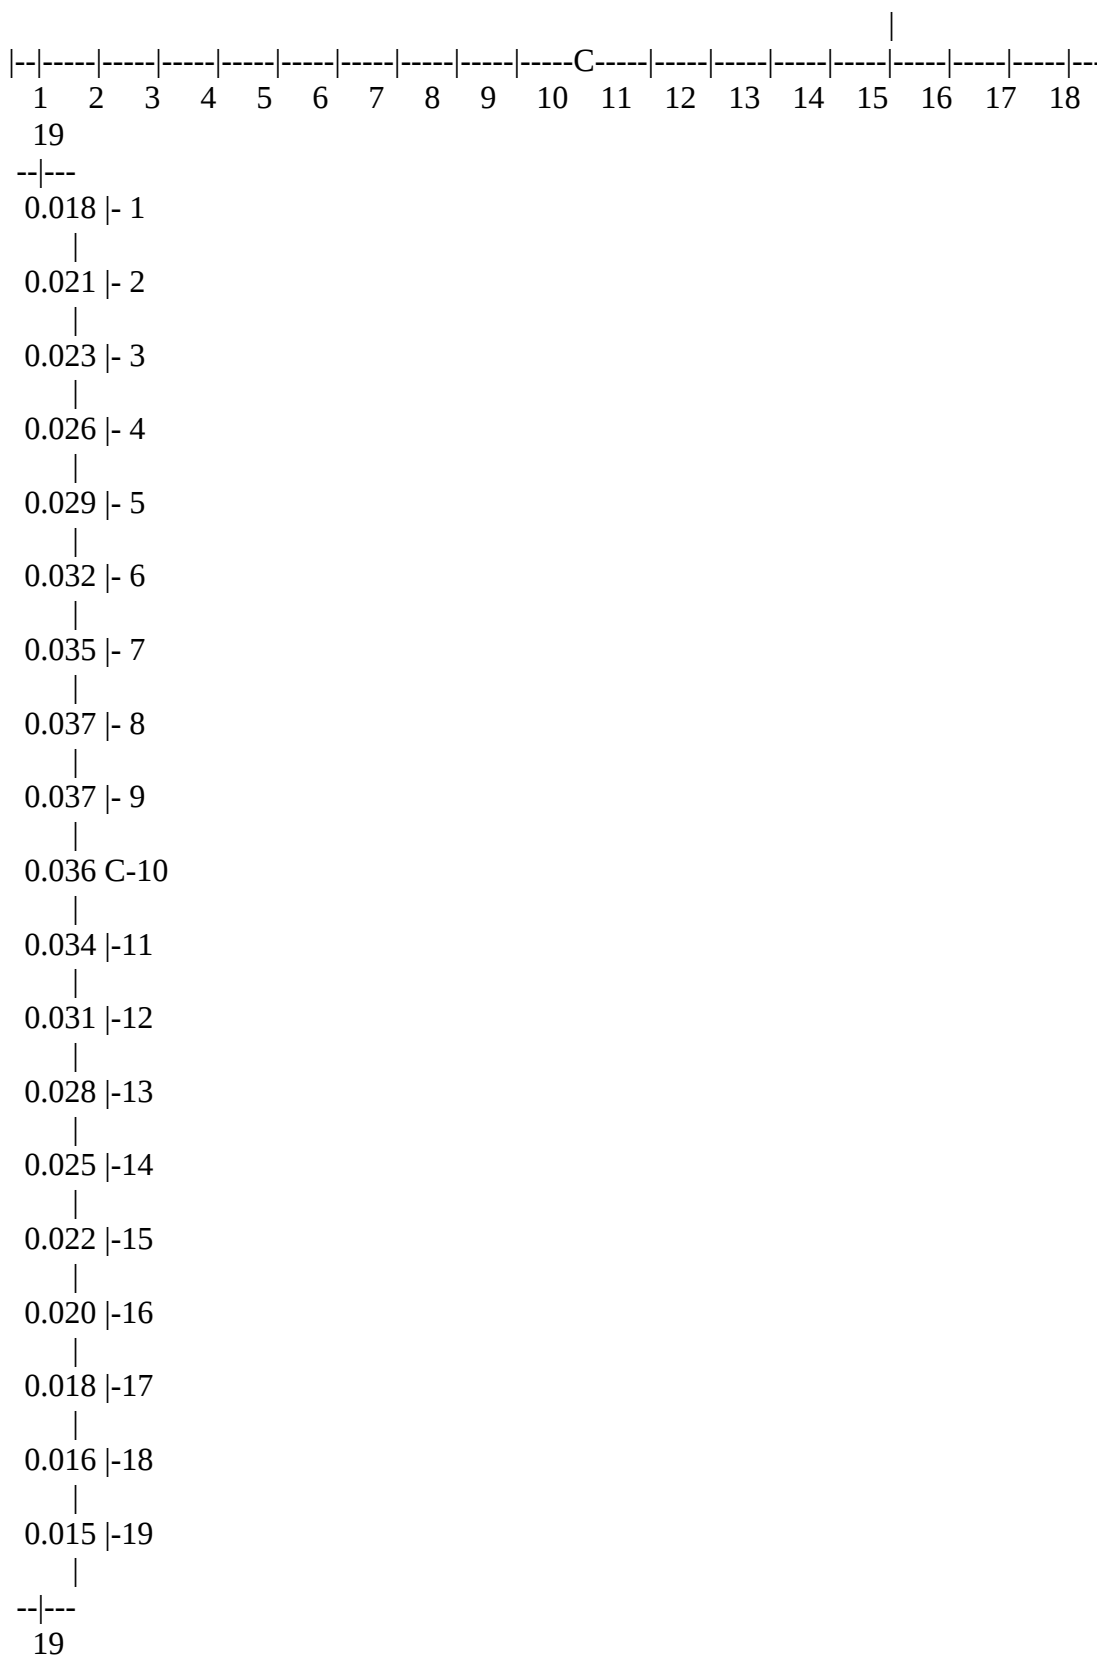 |
|--|-----|-----|-----|-----|-----|-----|-----|-----|-----C-----|-----|-----|-----|-----|-----|-----|-----|---
1 2 3 4 5 6 7 8 9 10 11 12 13 14 15 16 17 18
19
--|---
0.018 |- 1
|
0.021 |- 2
|
0.023 |- 3
|
0.026 |- 4
|
0.029 |- 5
|
0.032 |- 6
|
0.035 |- 7
|
0.037 |- 8
|
0.037 |- 9
|
0.036 C-10
|
0.034 |-11
|
0.031 |-12
|
0.028 |-13
|
0.025 |-14
|
0.022 |-15
|
0.020 |-16
|
0.018 |-17
|
0.016 |-18
|
0.015 |-19
|
--|---
19